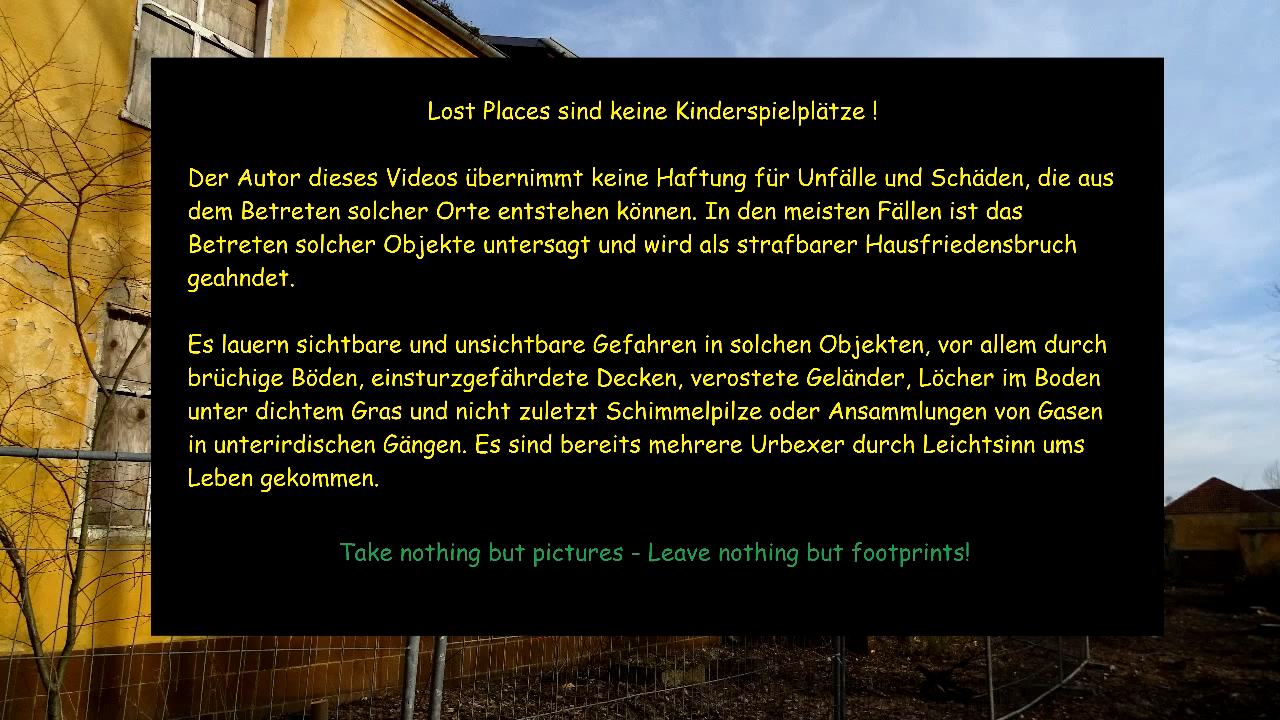 Lost Places sind keine Kinderspielplätze !
Der Autor dieses Videos übernimmt keine Haftung für Unfälle und Schäden, die aus
dem Betreten solcher Orte entstehen können. In den meisten Fällen ist das
Betreten solcher Objekte untersagt und wird als strafbarer Hausfriedensbruch
geahndet.
Es lauern sichtbare und unsichtbare Gefahren in solchen Objekten, vor allem durch
brüchige Böden, einsturzgefährdete Decken, verostete Geländer, Löcher im Boden
unter dichtem Gras und nicht zuletzt Schimmelpilze oder Ansammlungen von Gasen
in unterirdischen Gängen. Es sind bereits mehrere Urbexer durch Leichtsinn ums
Leben gekommen.
Take nothing but pictures - Leave nothing but footprints!